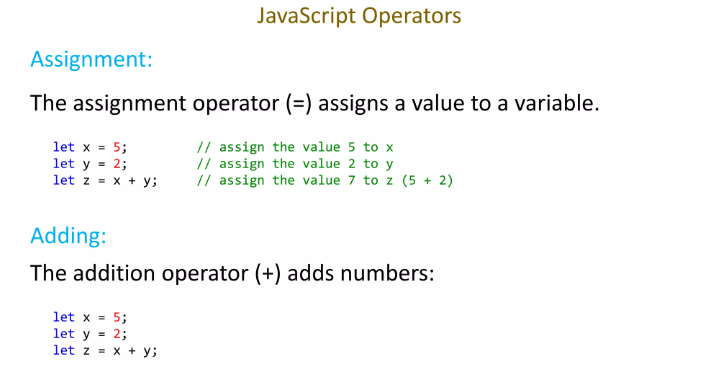 JavaScript Operators
Assignment:
The assignment operator (=) assigns a value to a variable.
let x = 5; // assign the value 5 to x
let y = 2; // assign the value 2 to y
let z = x + y; // assign the value 7 to z (5 + 2)
Adding:
The addition operator (+) adds numbers:
let x = 5;
let y = 2;
let z = x + y;